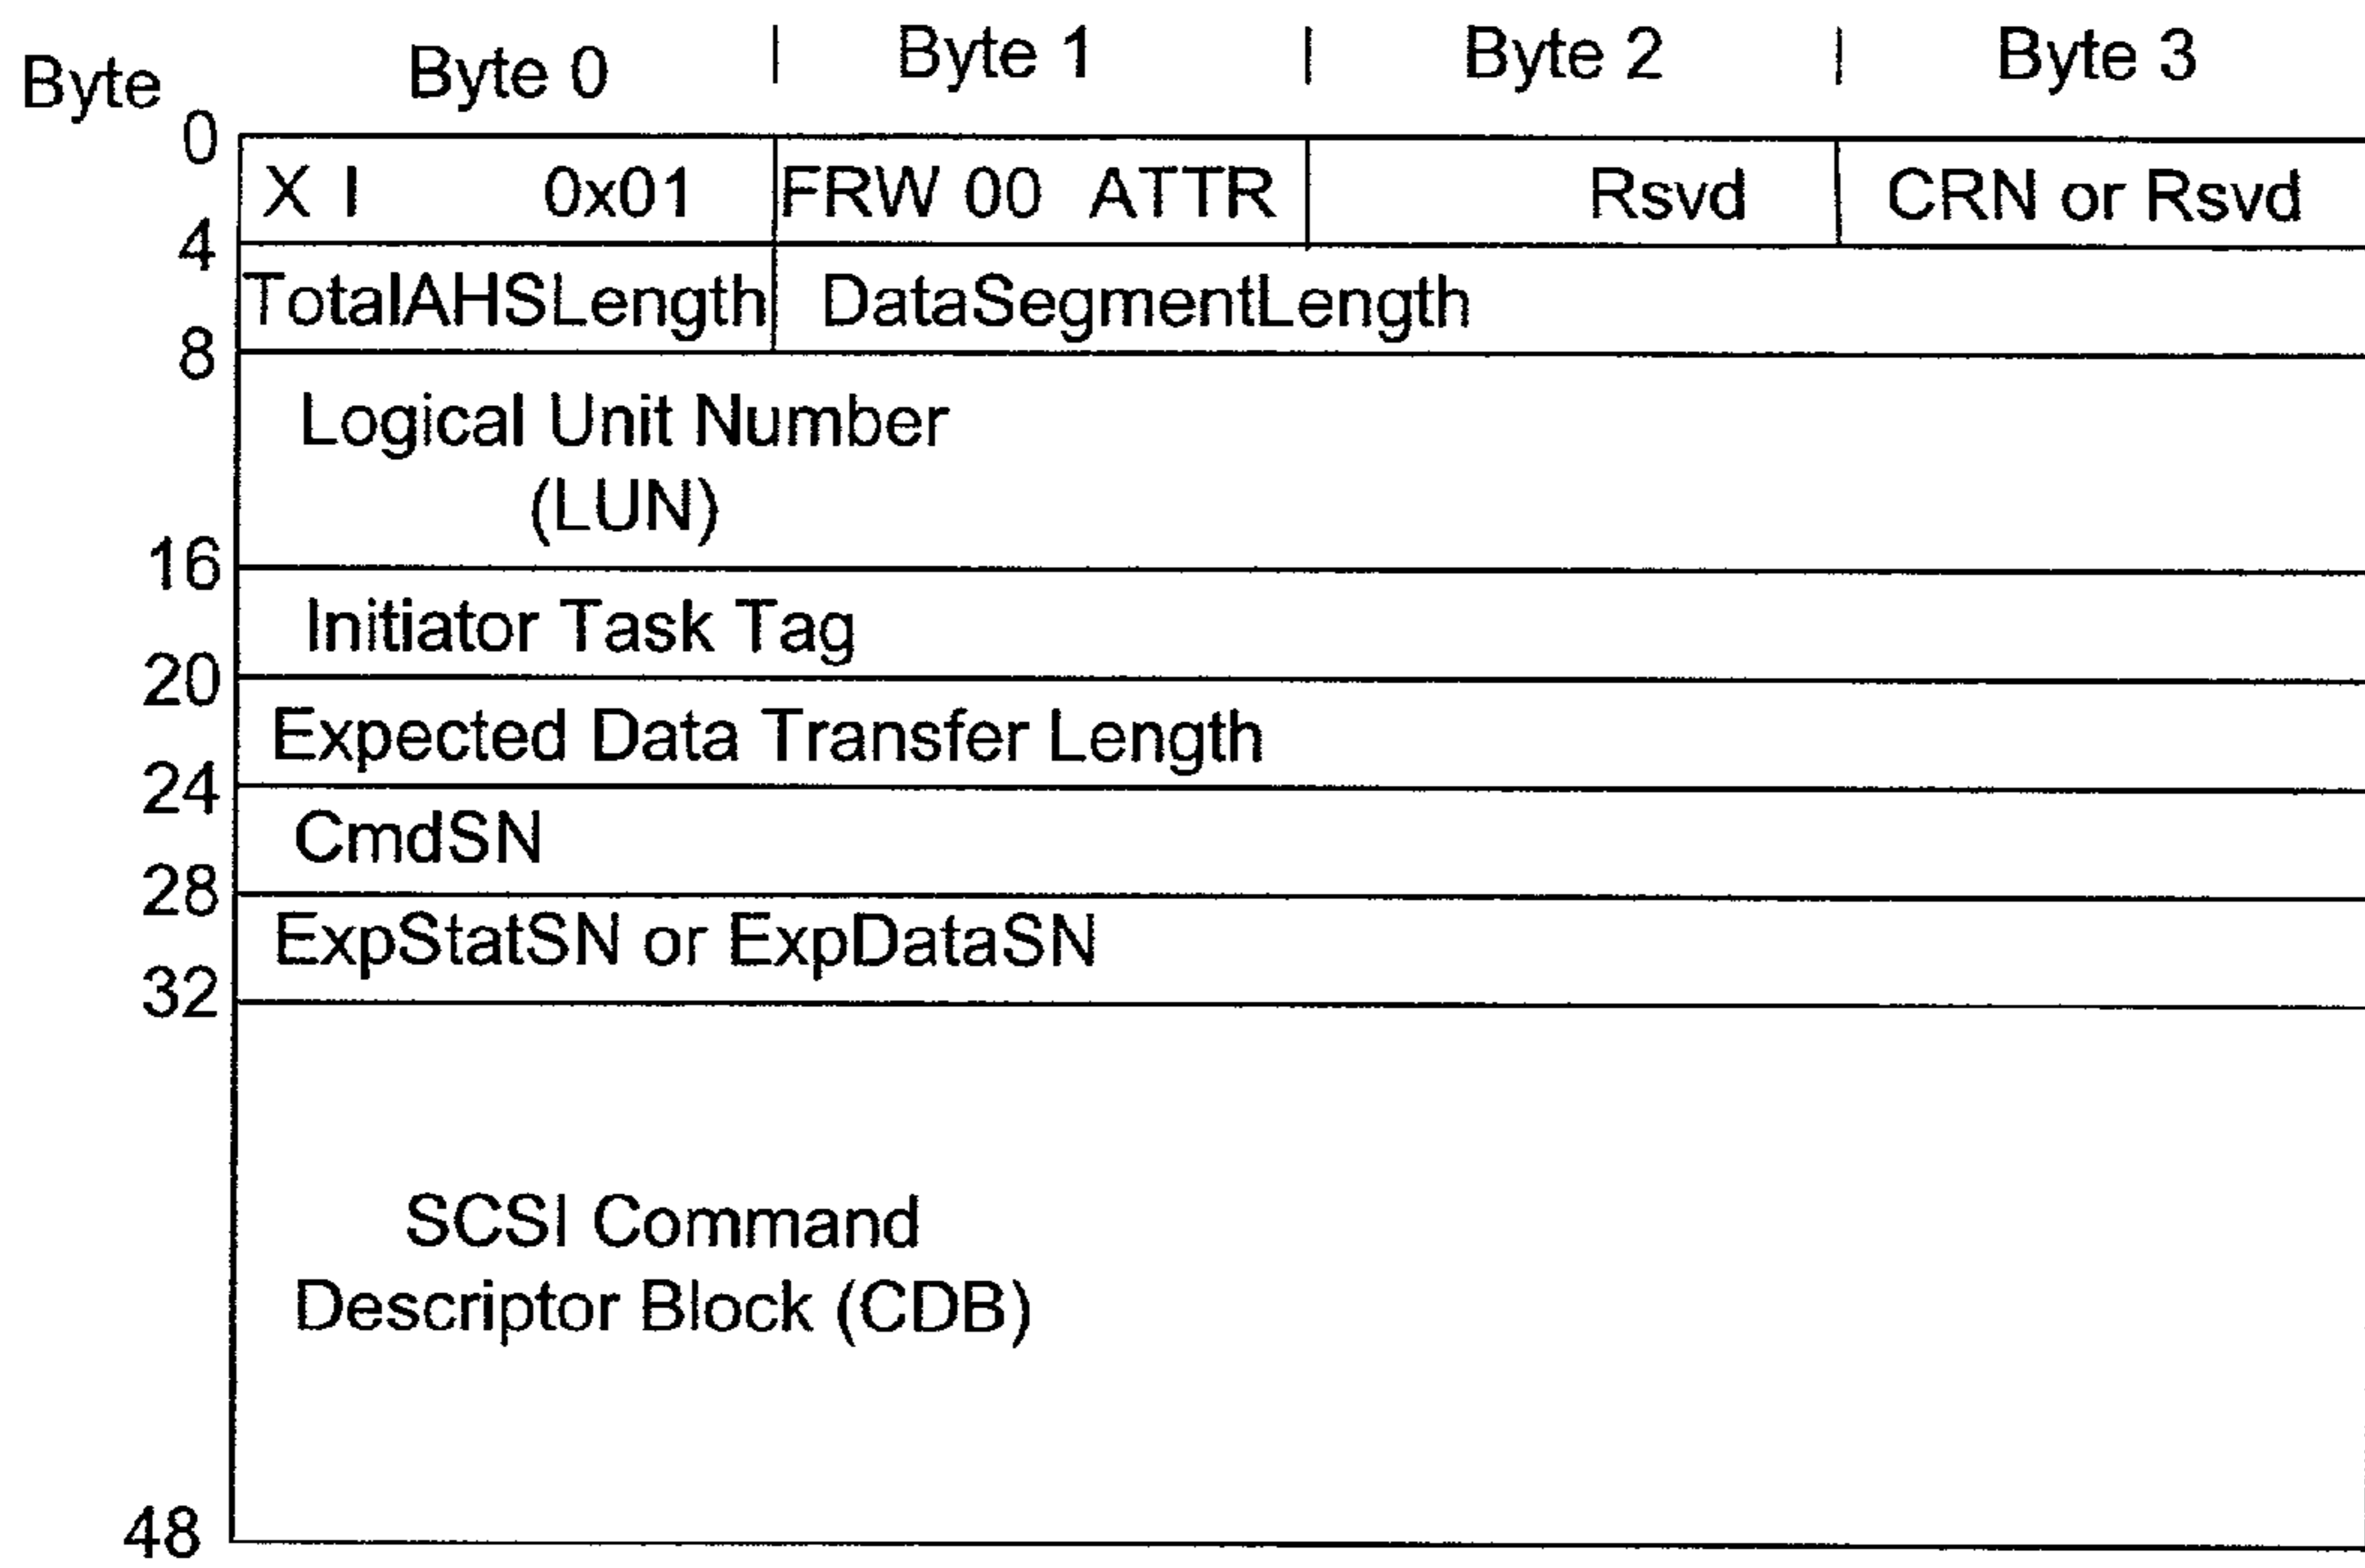 Byte Byte 0 | Byte 1 | Byte 2 | Byte 3
0
X I 0x01 FRW 00 ATTR Rsvd CRN or Rsvd
4
TotalAHSLength DataSegmentLength
8
Logical Unit Number
(LUN)
16
Initiator Task Tag
20
Expected Data Transfer Length
24
CmdSN
28
ExpStatSN or ExpDataSN
32
SCSI Command
Descriptor Block (CDB)
48